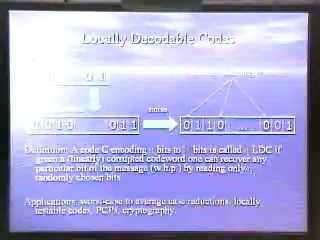 Locally Decodable Codes
0 1
noise
0 0 1 0 ... 0 1 1
0 1 1 0 ... 0 0 1
Definition: A code C encoding bits to bits is called LDC if
given a (linearly) corrupted codeword one can recover any
particular bit of the message (w.h.p.) by reading only
randomly chosen bits
Applications: worst-case to average case reductions, locally
testable codes, PCPs, cryptography.